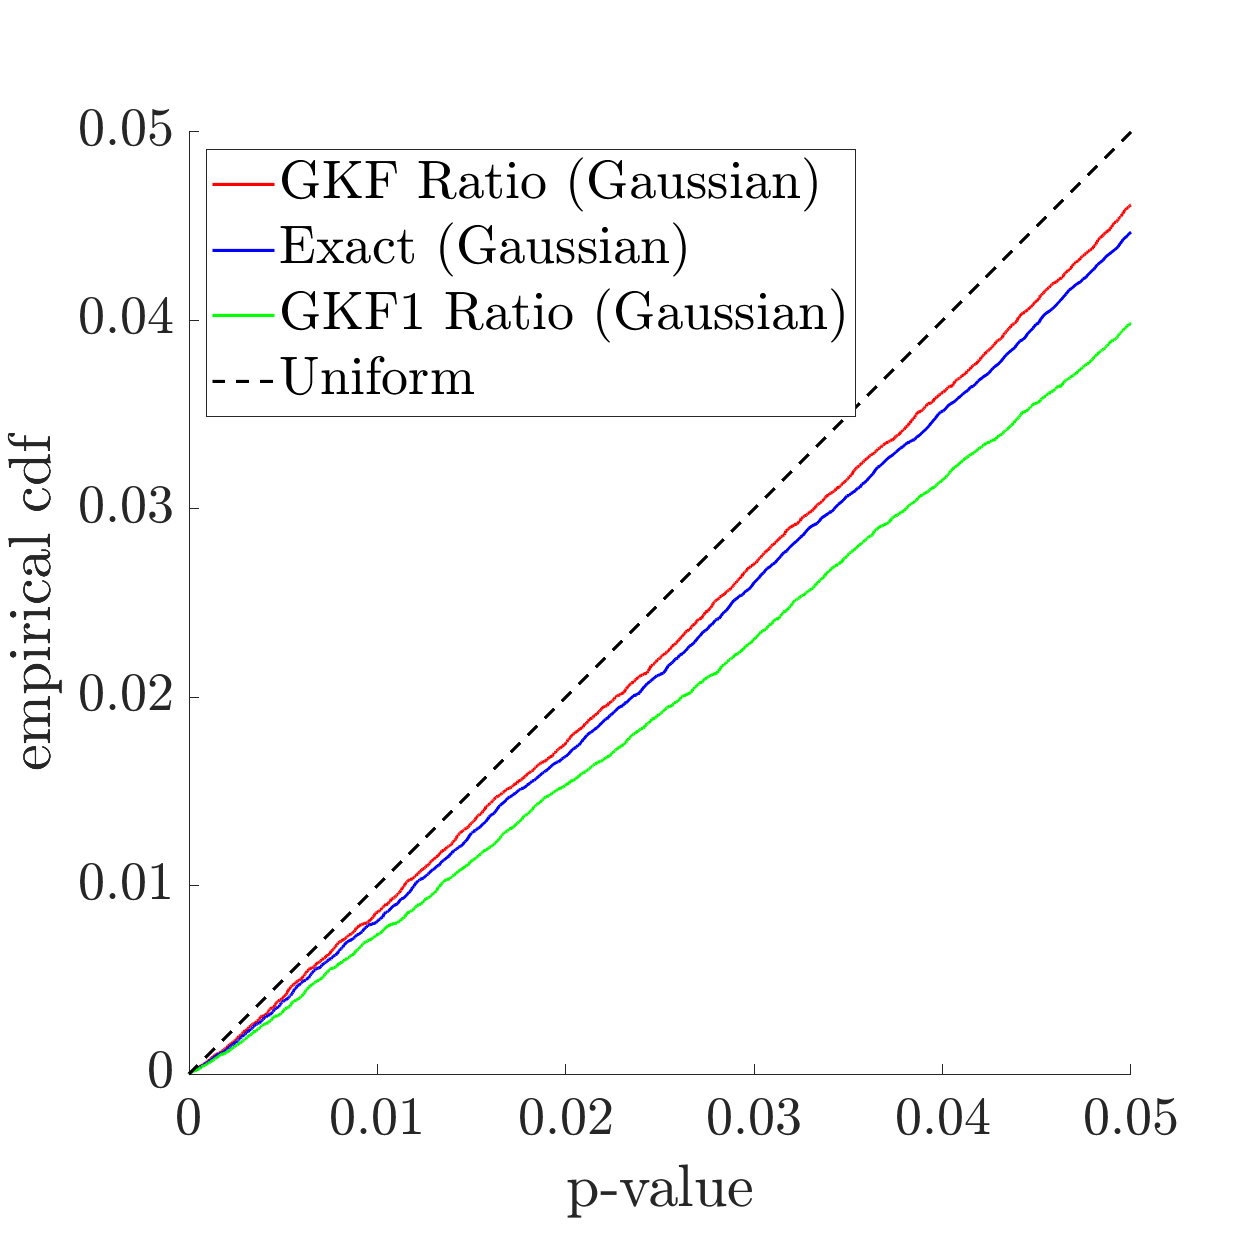 0.05
GKF Ratio (Gaussian)
Exact (Gaussian)
GKF1 Ratio (Gaussian)
Uniform
0.04
0.03
0.02
0.01
0
empirical cdf
0
0.01
0.02
0.03
0.04
0.05
p-value